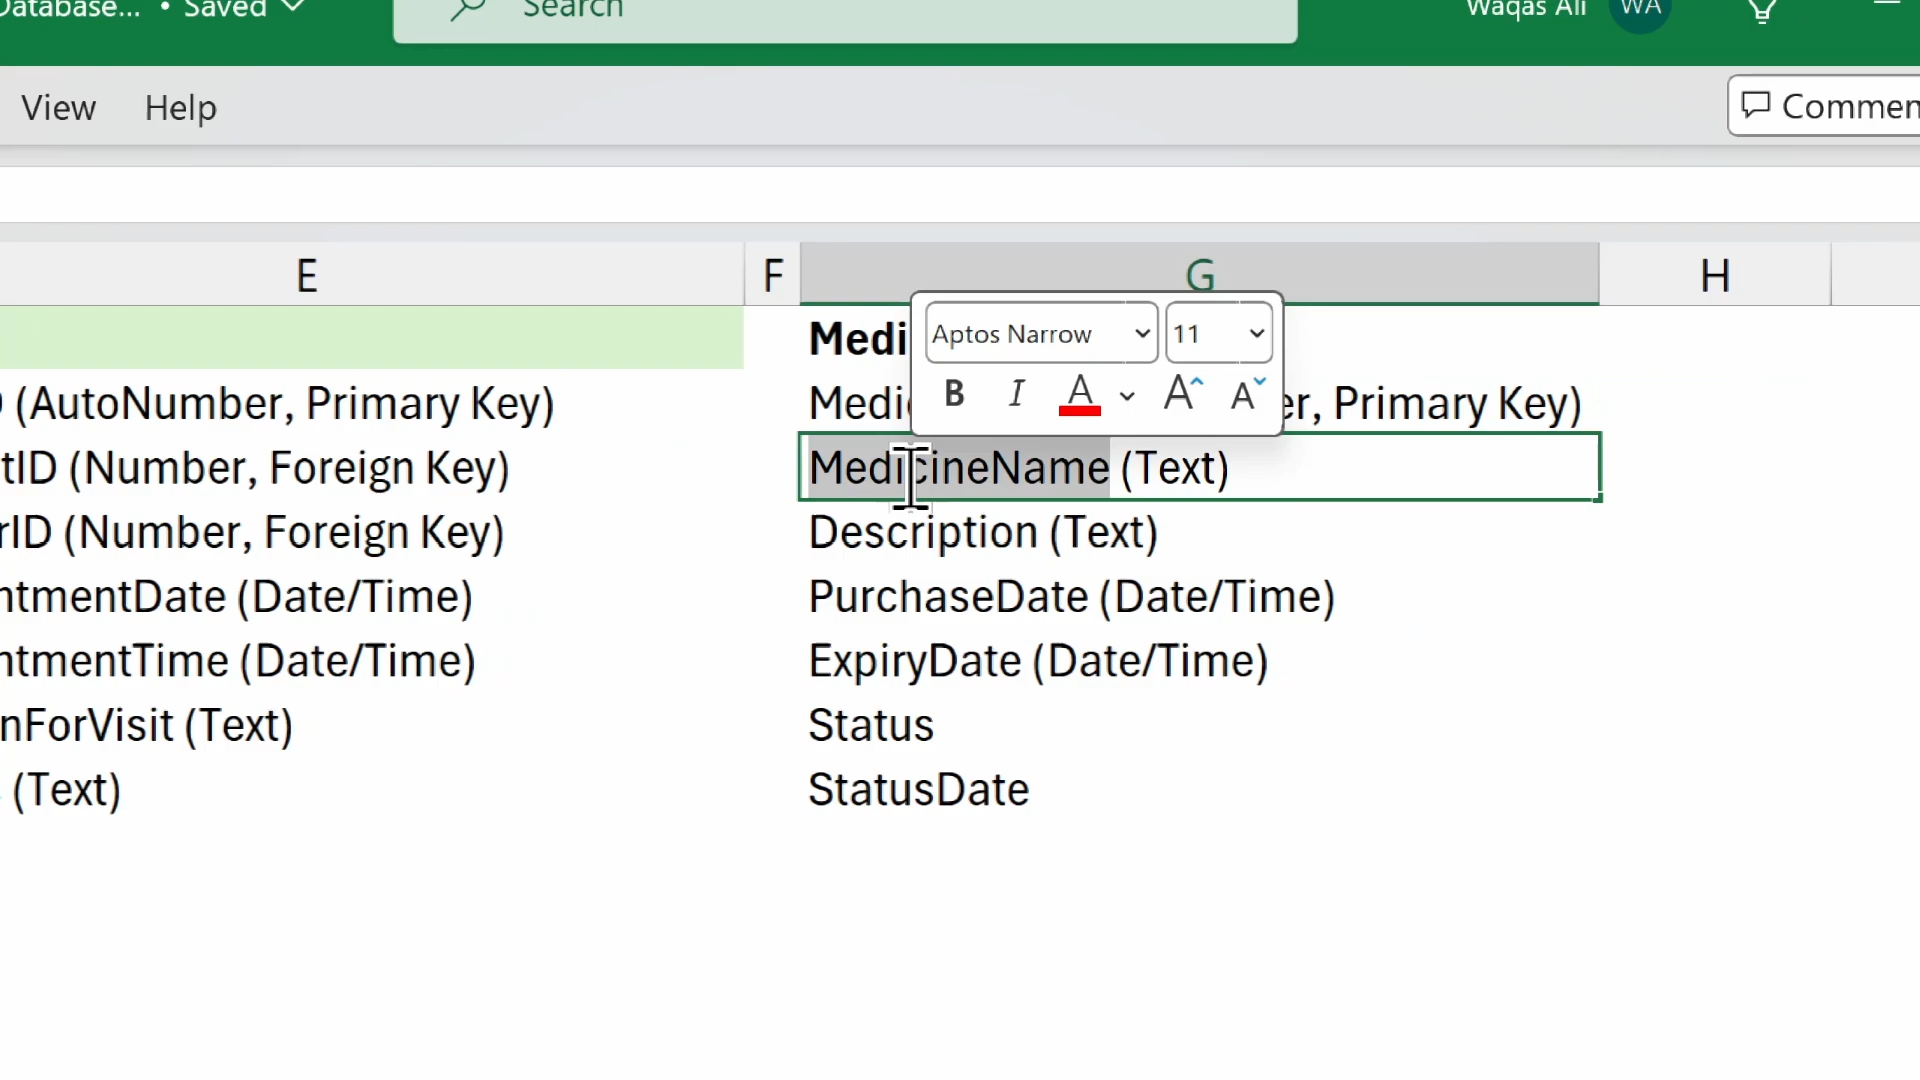 Database... • Saved
Search
Waqas Ali
WA
View
Help
Commen
E
F
G
H
Aptos Narrow
11
B
I
A
A
A
(AutoNumber, Primary Key)
tID (Number, Foreign Key)
rID (Number, Foreign Key)
ntmentDate (Date/Time)
ntmentTime (Date/Time)
nForVisit (Text)
(Text)
Medi
Medi er, Primary Key)
MedicineName (Text)
Description (Text)
PurchaseDate (Date/Time)
ExpiryDate (Date/Time)
Status
StatusDate